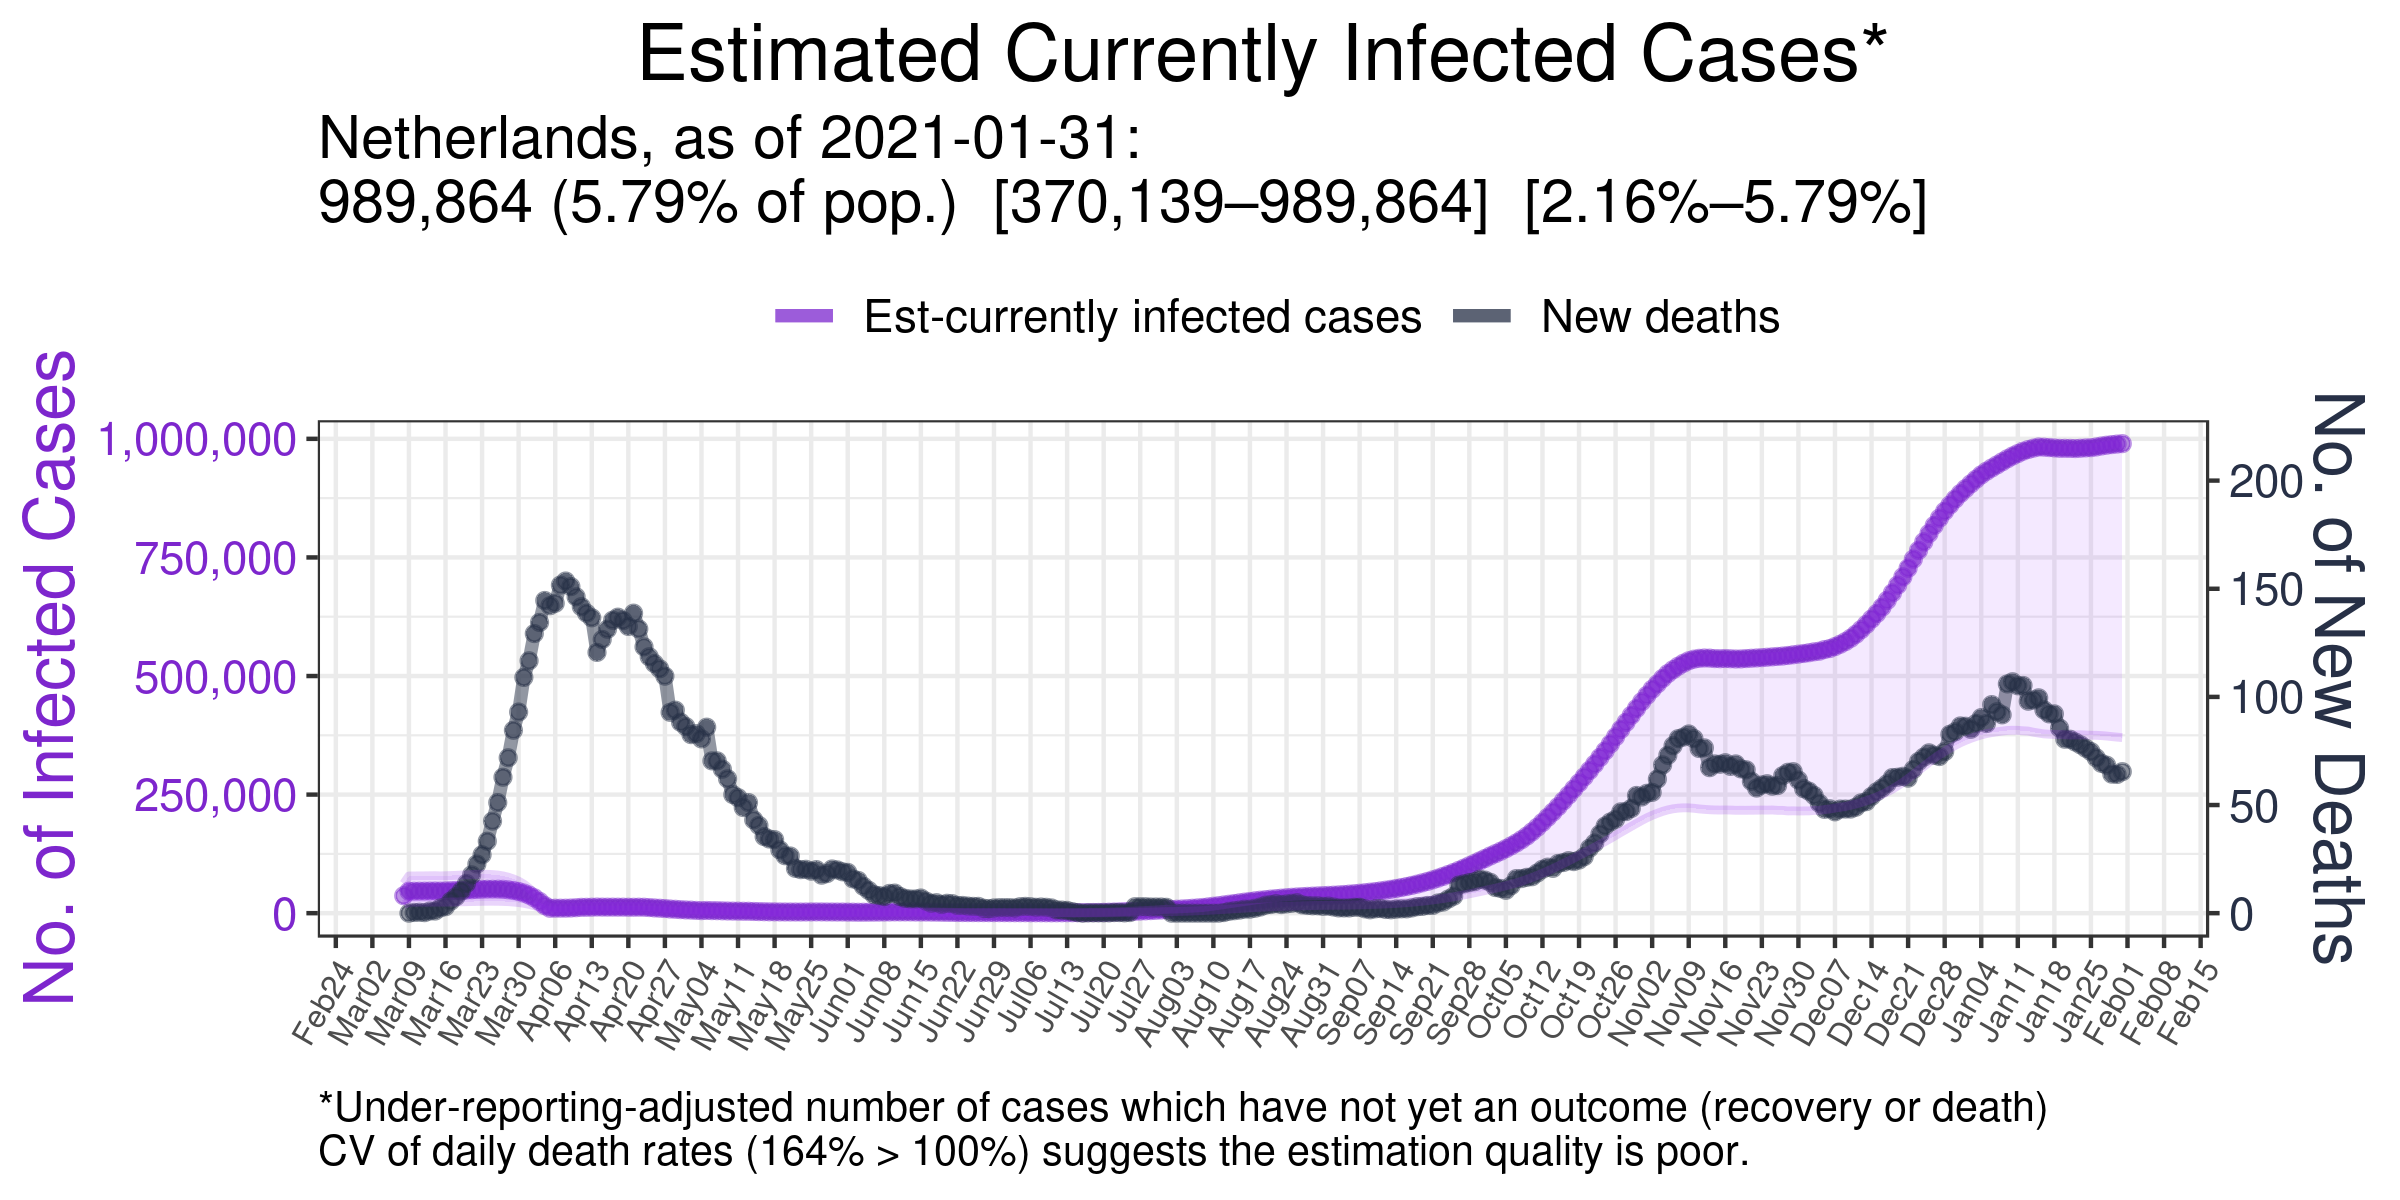 Estimated Currently Infected Cases*
Netherlands, as of 2021-01-31:
989,864 (5.79% of pop.) [370,139–989,864] [2.16%–5.79%]
Est-currently infected cases
New deaths
No. of Infected Cases
1,000,000
750,000
500,000
250,000
0
No. of New Deaths
200
150
100
50
0
Feb24
Mar02
Mar09
Mar16
Mar23
Mar30
Apr06
Apr13
Apr20
Apr27
May04
May11
May18
May25
Jun01
Jun08
Jun15
Jun22
Jun29
Jul06
Jul13
Jul20
Jul27
Aug03
Aug10
Aug17
Aug24
Aug31
Sep07
Sep14
Sep21
Sep28
Oct05
Oct12
Oct19
Oct26
Nov02
Nov09
Nov16
Nov23
Nov30
Dec07
Dec14
Dec21
Dec28
Jan04
Jan11
Jan18
Jan25
Feb01
Feb08
Feb15
*Under-reporting-adjusted number of cases which have not yet an outcome (recovery or death)
CV of daily death rates (164% > 100%) suggests the estimation quality is poor.